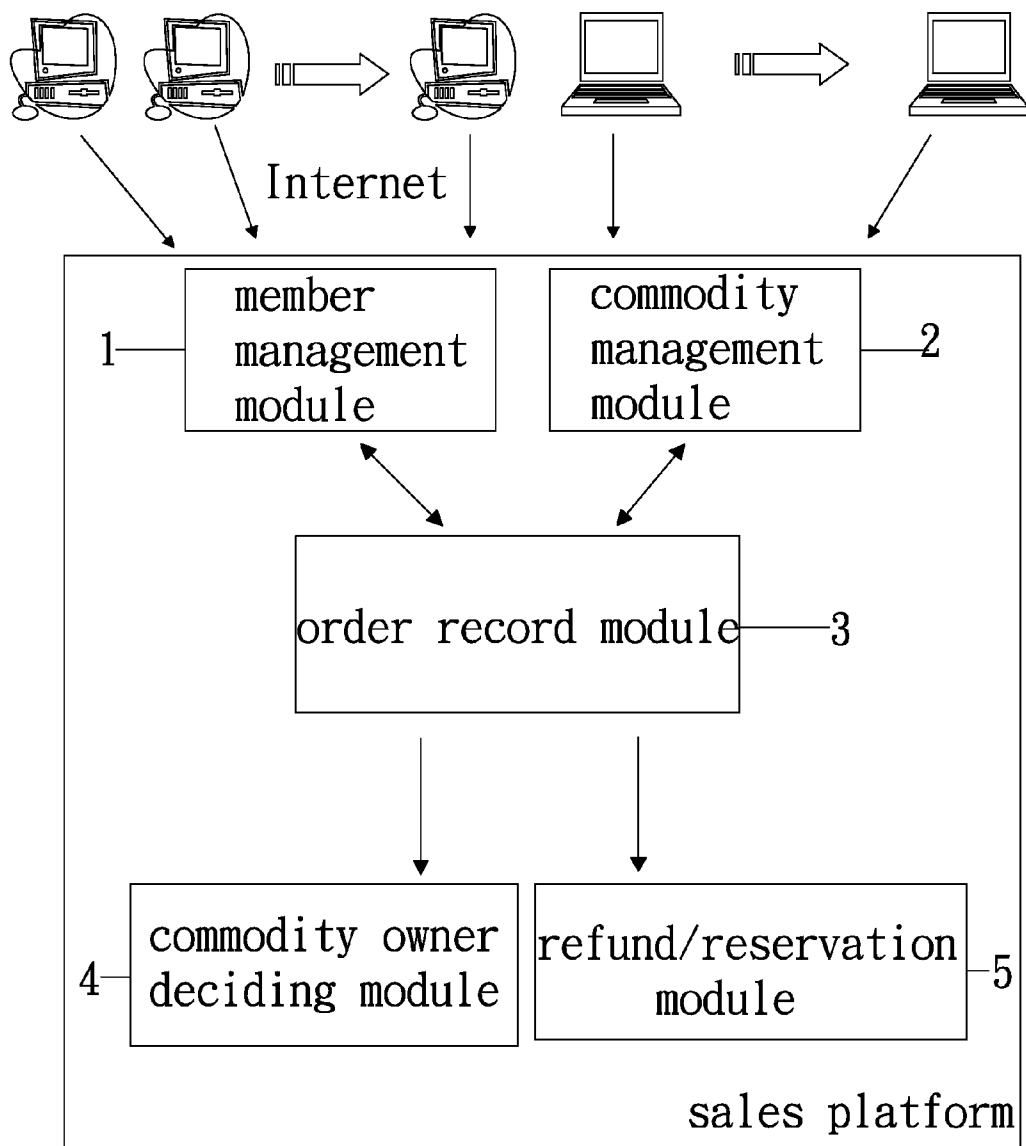 Internet
member
management
module
1
commodity
management
module
2
order record module
3
commodity owner
deciding module
4
refund/reservation
module
5
sales platform